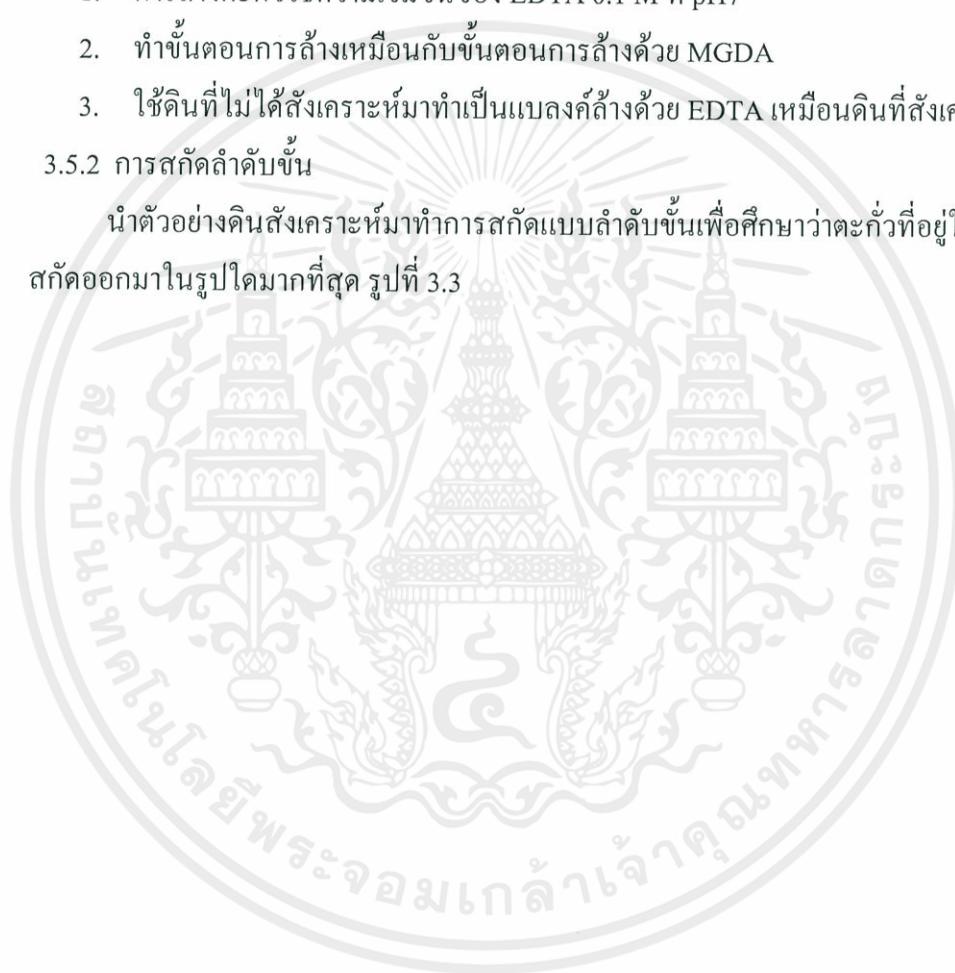 EDTA 0.1 M ที่ pH7
2. ทำขั้นตอนการล้างเหมือนกับขั้นตอนการล้างด้วย MGDA
3. ใช้ดินที่ไม่ได้สังเคราะห์มาทำเป็นแบลงค์ล้างด้วย EDTA เหมือนดินที่
3.5.2 การสกัดลำดับขั้น
นำตัวอย่างดินสังเคราะห์มาทำการสกัดแบบลำดับขั้นเพื่อศึกษาว่าตะกั่วที่
สกัดออกมาในรูปใดมากที่สุด รูปที่ 3.3
สถาบันเทคโนโลยีพระจอมเกล้าเจ้าคุณทหารลาดกระบัง